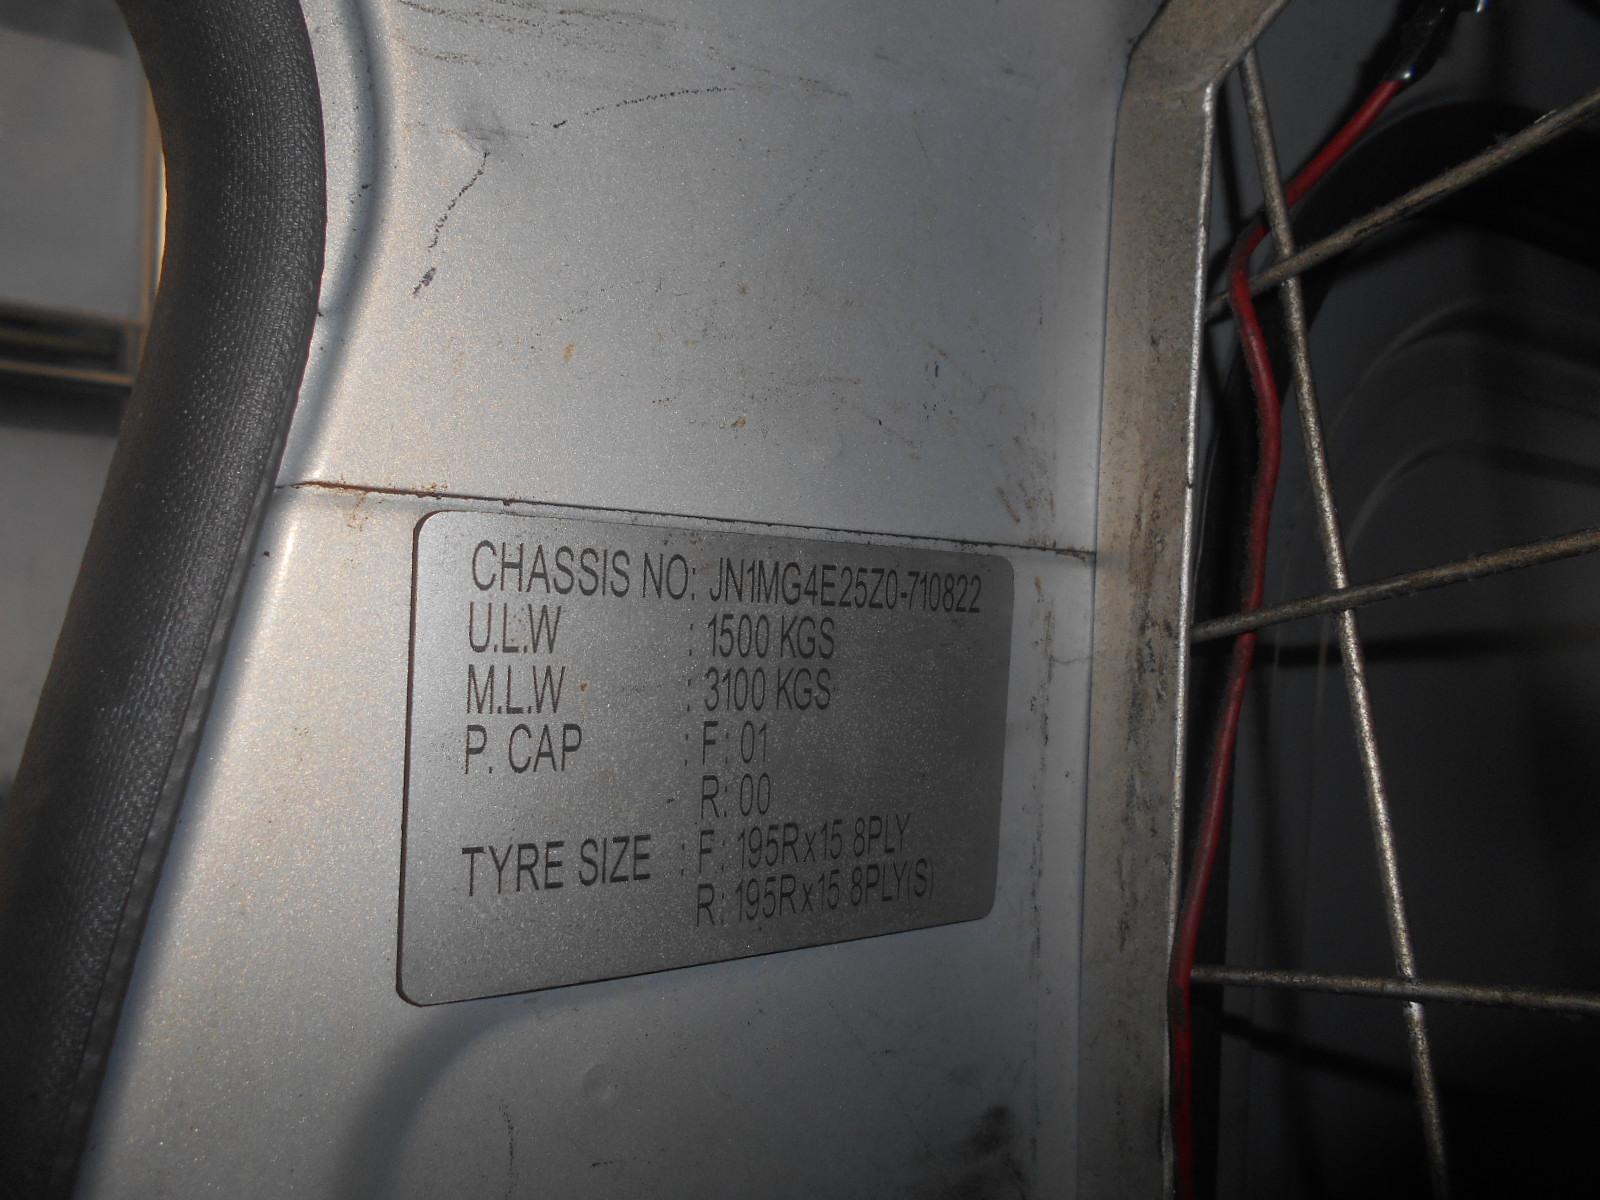 CHASSIS NO: JN1MG4E25Z0-710822
U.L.W : 1500 KGS
M.L.W : 3100 KGS
P. CAP : F: 01
R: 00
TYRE SIZE : F: 195Rx15 8PLY
R: 195Rx15 8PLY(S)